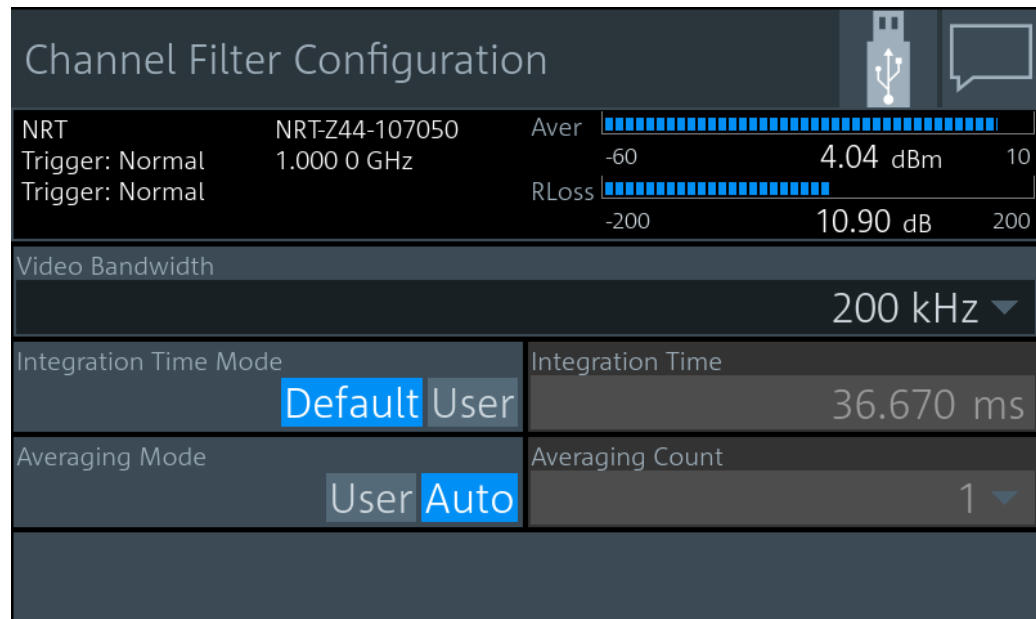 Channel Filter Configuration
NRT NRT-Z44-107050 Aver
Trigger: Normal 1.000 0 GHz -60 4.04 dBm 10
Trigger: Normal RLoss
-200 10.90 dB 200
Video Bandwidth
200 kHz
Integration Time Mode Integration Time
Default User 36.670 ms
Averaging Mode Averaging Count
User Auto 1